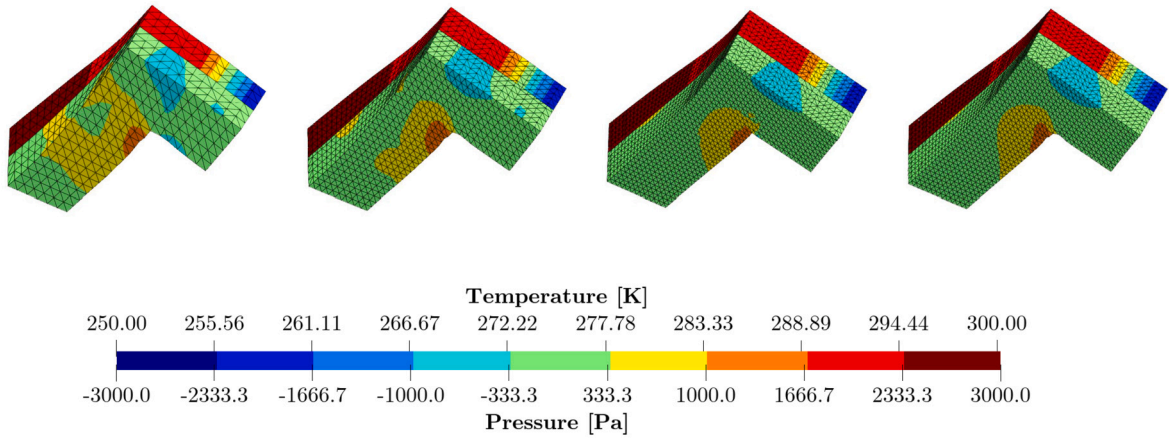 Temperature [K]
250.00 255.56 261.11 266.67 272.22 277.78 283.33 288.89 294.44 300.00
-3000.0 -2333.3 -1666.7 -1000.0 -333.3 333.3 1000.0 1666.7 2333.3 3000.0
Pressure [Pa]